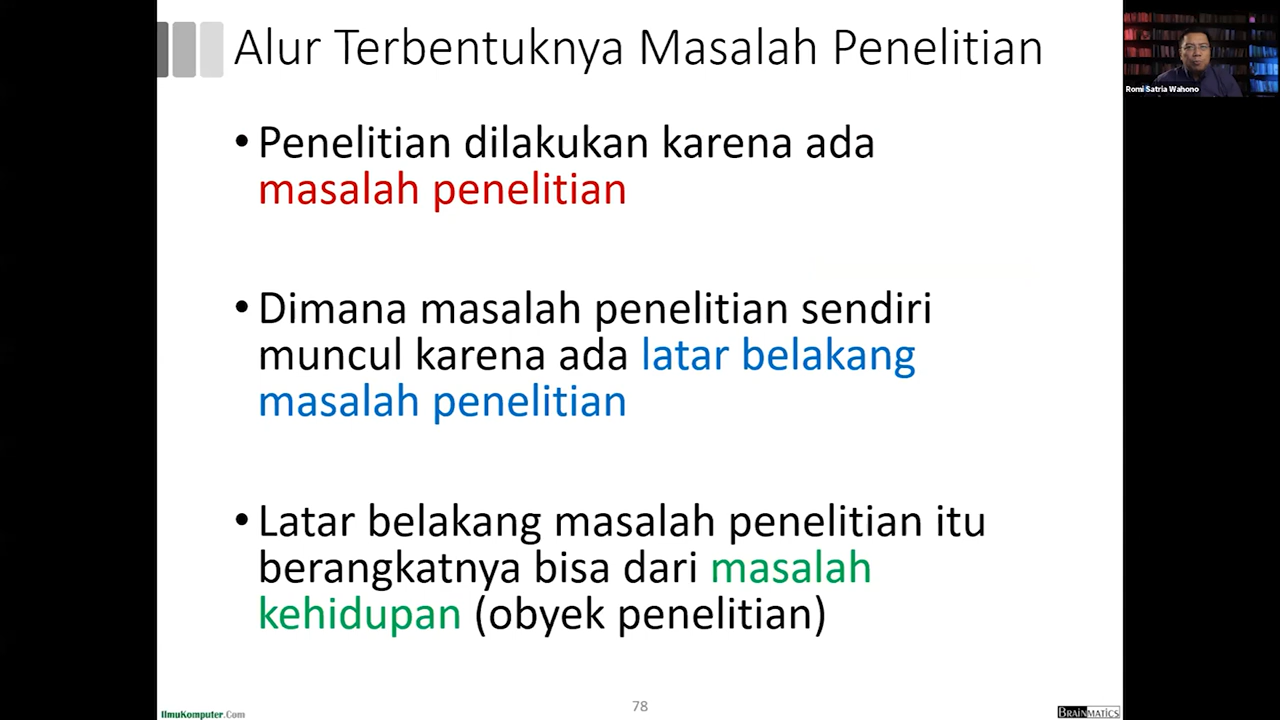 Alur Terbentuknya Masalah Penelitian
Romi Satria Wahono
• Penelitian dilakukan karena ada
masalah penelitian
• Dimana masalah penelitian sendiri
muncul karena ada latar belakang
masalah penelitian
• Latar belakang masalah penelitian itu
berangkatnya bisa dari masalah
kehidupan (obyek penelitian)
IlmuKomputer.Com
78
BRAINMATICS